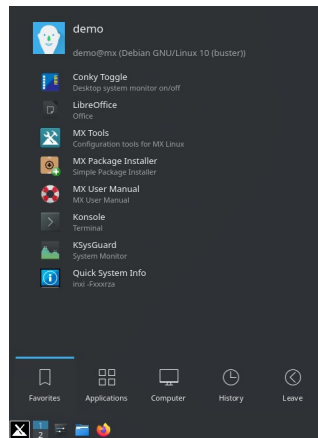 demo
demo@mx (Debian GNU/Linux 10 (buster))
Conky Toggle
Desktop system monitor on/off
LibreOffice
Office
MX Tools
Configuration tools for MX Linux
MX Package Installer
Simple Package Installer
MX User Manual
MX User Manual
Konsole
Terminal
KSysGuard
System Monitor
Quick System Info
inxi -Fxxxrza
Favorites Applications Computer History Leave
1
2